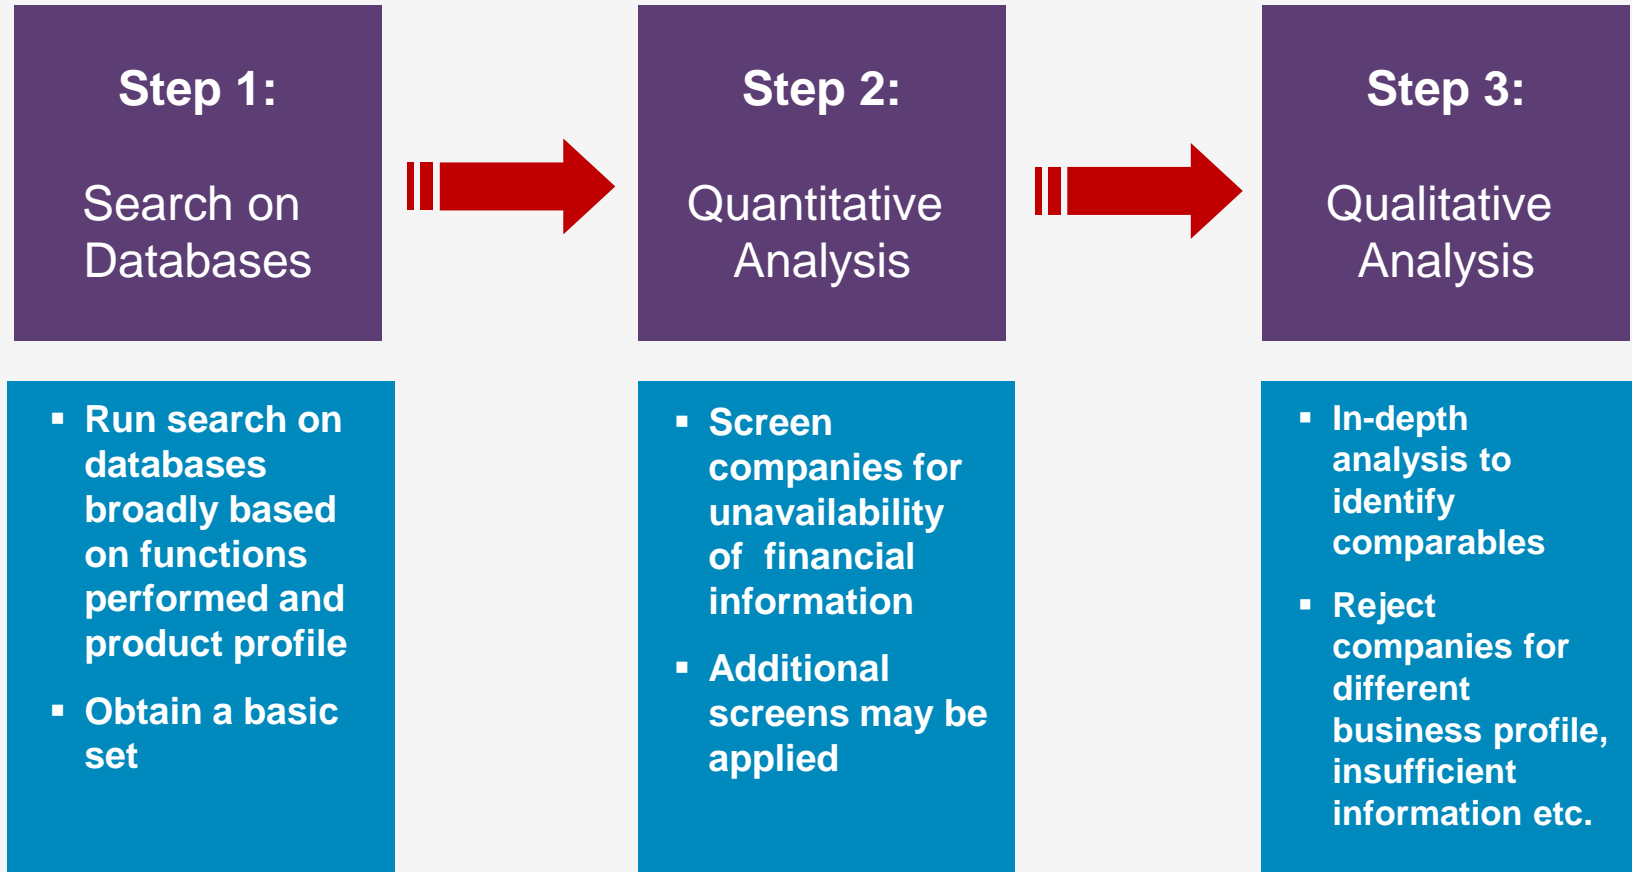 Step 1:
Search on
Databases
Step 2:
Quantitative
Analysis
Step 3:
Qualitative
Analysis
▪ Run search on
databases
broadly based
on functions
performed and
product profile
▪ Obtain a basic
set
▪ Screen
companies for
unavailability
of  financial
information
▪ Additional
screens may be
applied
▪ In-depth
analysis to
identify
comparables
▪ Reject
companies for
different
business profile,
insufficient
information etc.